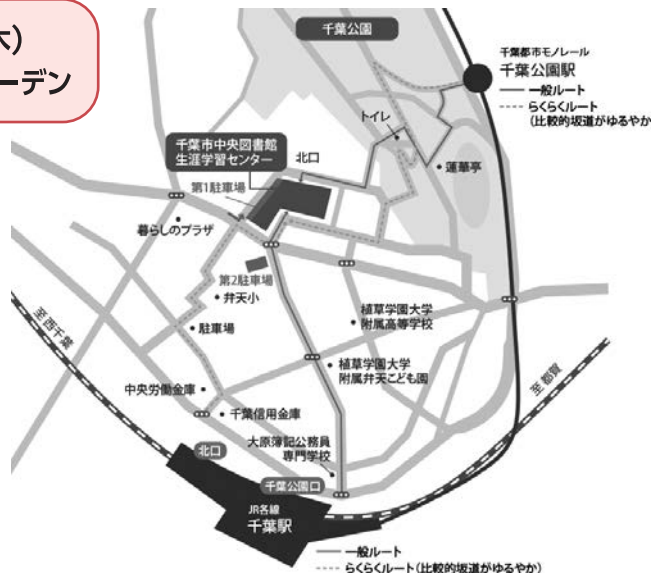 木)
ーデン
千葉公園
千葉都市モノレール
千葉公園駅
一般ルート
らくらくルート
(比較的坂道がゆるやか
トイレ
千葉市中央図書館
生涯学習センター
北口
蓮華亭
第1駐車場
暮らしのプラザ
第2駐車場
弁天小
植草学園大学
附属高等学校
至西千葉
駐車場
植草学園大学
附属弁天こども園
至都賀
中央労働金庫
千葉信用金庫
大原簿記公務員
専門学校
北口
千葉公園口
JR各線
千葉駅
一般ルート
らくらくルート(比較的坂道がゆるやか)